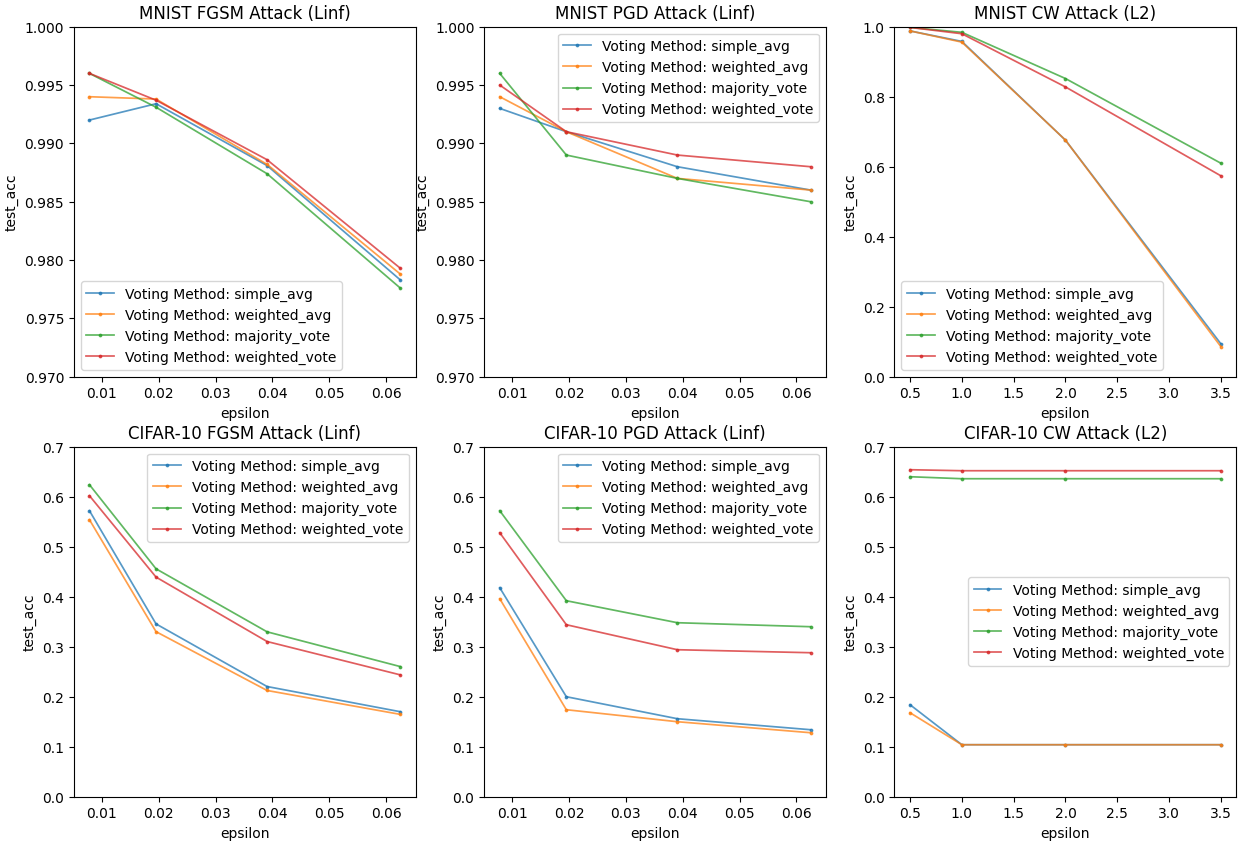 MNIST FGSM Attack (Linf)
test_acc
1.000
0.995
0.990
0.985
0.980
0.975
0.970
Voting Method: simple_avg
Voting Method: weighted_avg
Voting Method: majority_vote
Voting Method: weighted_vote
0.01 0.02 0.03 0.04 0.05 0.06
epsilon
MNIST PGD Attack (Linf)
test_acc
1.000
0.995
0.990
0.985
0.980
0.975
0.970
Voting Method: simple_avg
Voting Method: weighted_avg
Voting Method: majority_vote
Voting Method: weighted_vote
0.01 0.02 0.03 0.04 0.05 0.06
epsilon
MNIST CW Attack (L2)
test_acc
1.0
0.8
0.6
0.4
0.2
0.0
Voting Method: simple_avg
Voting Method: weighted_avg
Voting Method: majority_vote
Voting Method: weighted_vote
0.5 1.0 1.5 2.0 2.5 3.0 3.5
epsilon
CIFAR-10 FGSM Attack (Linf)
test_acc
0.7
0.6
0.5
0.4
0.3
0.2
0.1
0.0
Voting Method: simple_avg
Voting Method: weighted_avg
Voting Method: majority_vote
Voting Method: weighted_vote
0.01 0.02 0.03 0.04 0.05 0.06
epsilon
CIFAR-10 PGD Attack (Linf)
test_acc
0.7
0.6
0.5
0.4
0.3
0.2
0.1
0.0
Voting Method: simple_avg
Voting Method: weighted_avg
Voting Method: majority_vote
Voting Method: weighted_vote
0.01 0.02 0.03 0.04 0.05 0.06
epsilon
CIFAR-10 CW Attack (L2)
test_acc
0.7
0.6
0.5
0.4
0.3
0.2
0.1
0.0
Voting Method: simple_avg
Voting Method: weighted_avg
Voting Method: majority_vote
Voting Method: weighted_vote
0.5 1.0 1.5 2.0 2.5 3.0 3.5
epsilon